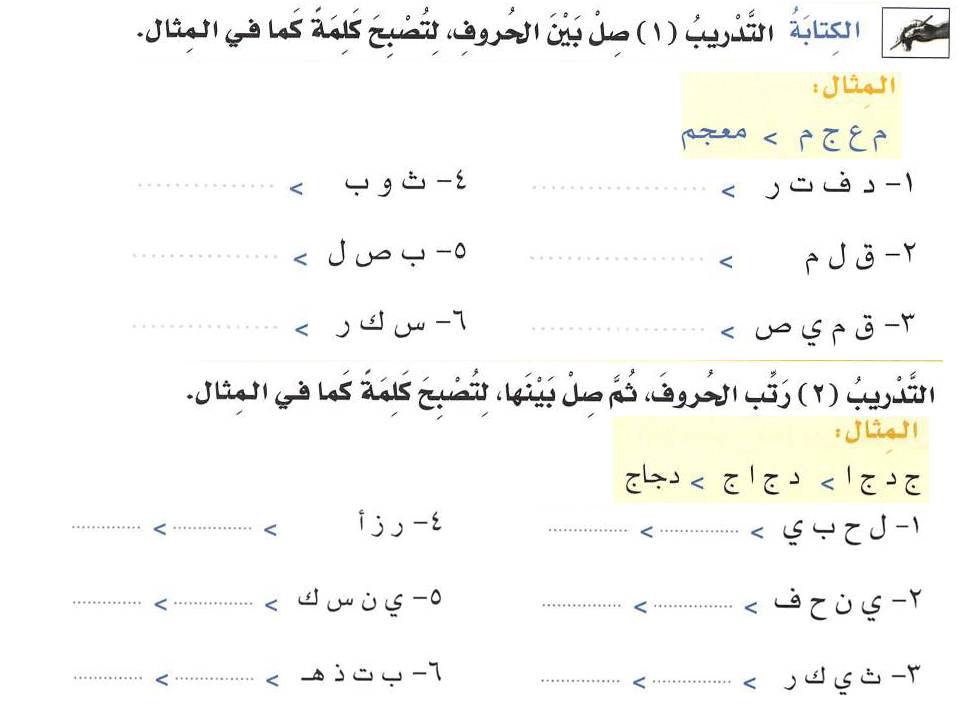 الكِتابَةُ التَّدْريبُ (١) صِلْ بَيْنَ الحُروفِ، لِتُصْبِحَ كَلِمَةً كَما في المِثال.
المِثال:
م ع ج م > معجم
١- د ف ت ر > ....................
٤- ث و ب > ....................
٢- ق ل م > ....................
٥- ب ص ل > ....................
٣- ق م ي ص > ....................
٦- س ك ر > ....................
التَّدْريبُ (٢) رَتِّب الحُروفَ، ثُمَّ صِلْ بَيْنَها، لِتُصْبِحَ كَلِمَةً كَما في المِثال.
المِثال:
ج د ج ا > د ج ا ج > دجاج
١- ل ح ب ي > .............. > ..............
٤- ر ز أ > .............. > ..............
٢- ي ن ح ف > .............. > ..............
٥- ي ن س ك > .............. > ..............
٣- ث ي ك ر > .............. > ..............
٦- ب ت ذ هـ > .............. > ..............